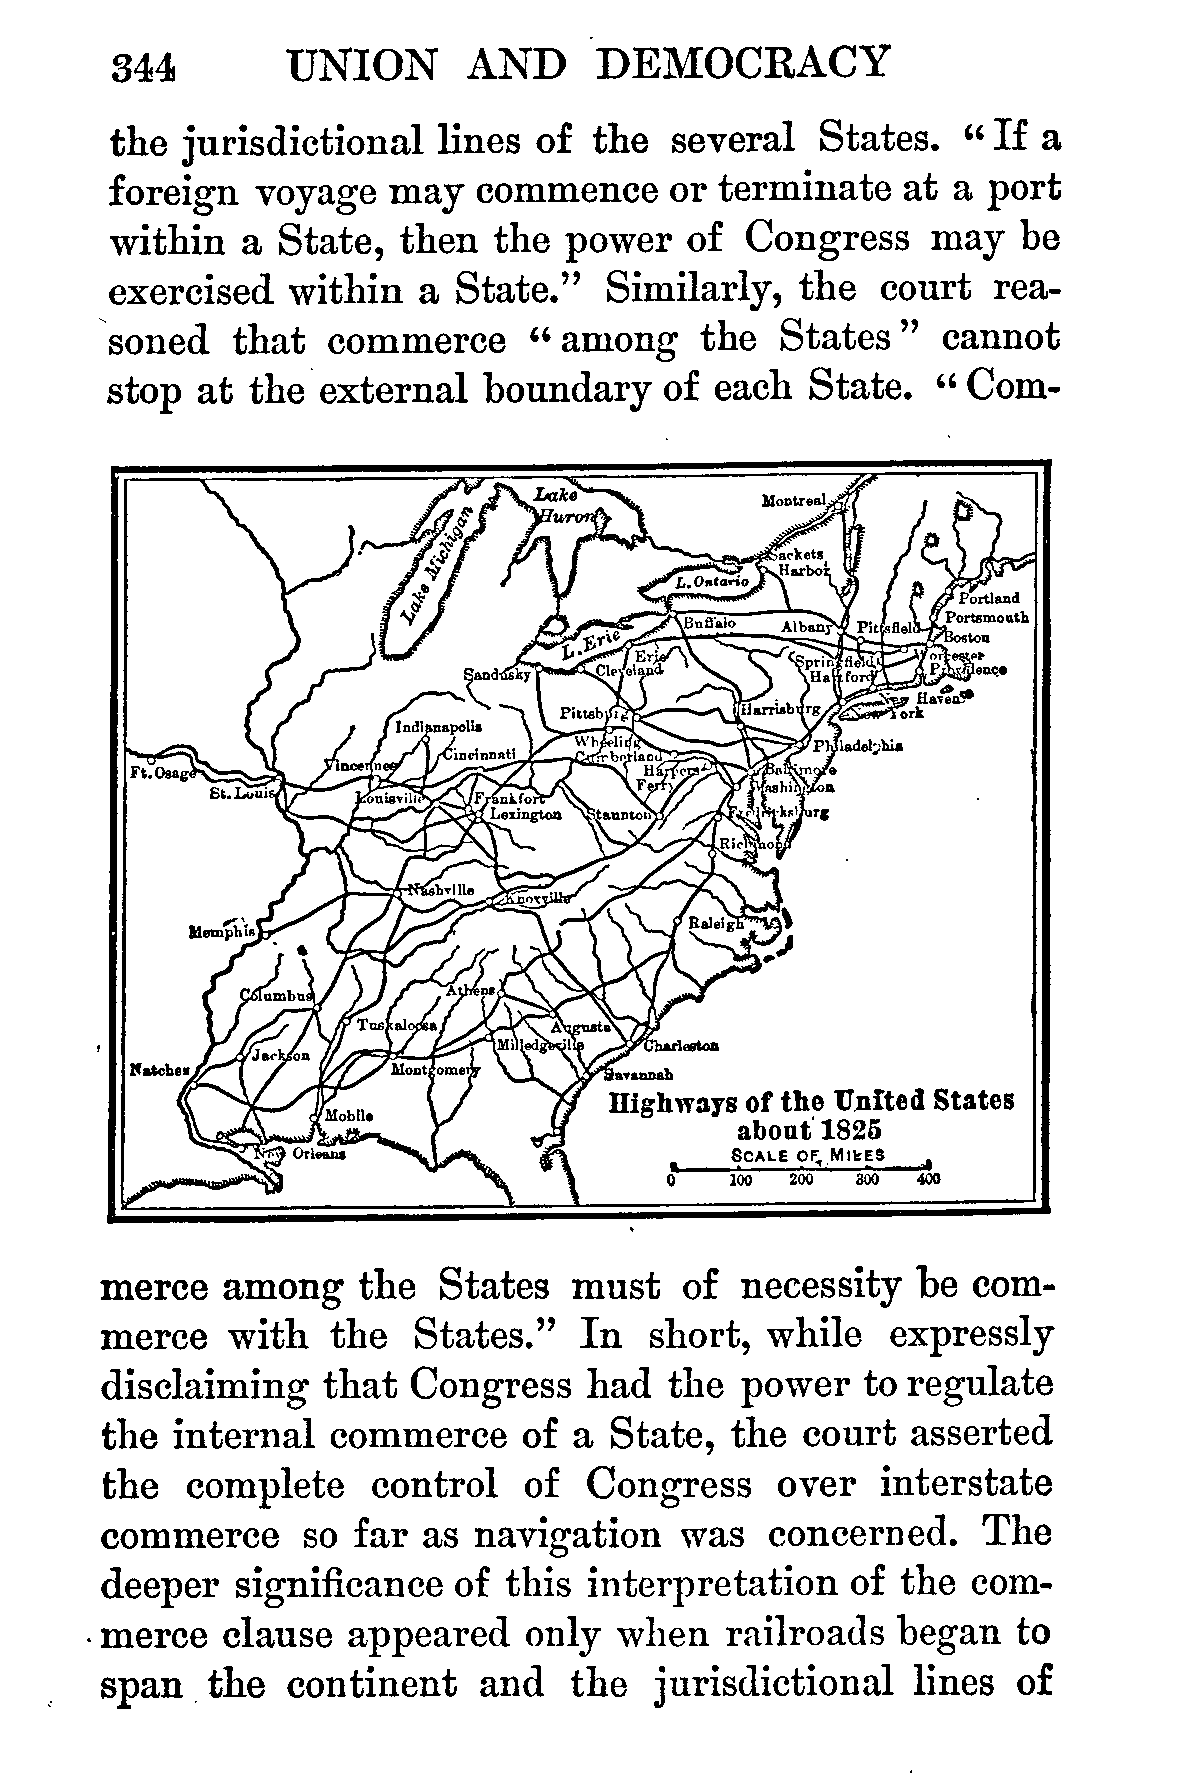 344 UNION AND DEMOCRACY
the jurisdictional lines of the several States. “If a
foreign voyage may commence or terminate at a port
within a State, then the power of Congress may be
exercised within a State.” Similarly, the court rea-
soned that commerce “among the States” cannot
stop at the external boundary of each State. “Com-
Lake
Huron
Montreal
Lake Michigan
Sackets
Harbor
L. Ontario
Portland
Portsmouth
Buffalo
Albany
Pittsfield
Boston
L. Erie
Erie
Worcester
Springfield
Sandusky
Cleveland
Hartford
Providence
New Haven
New York
Pittsburg
Harrisburg
Indianapolis
Wheeling
Philadelphia
Cincinnati
Cumberland
Ft. Osage
Vincennes
Harpers
Ferry
Baltimore
Washington
St. Louis
Louisville
Frankfort
Lexington
Staunton
Fredericksburg
Richmond
Nashville
Knoxville
Memphis
Raleigh
Columbus
Athens
Tuskaloosa
Augusta
Jackson
Milledgeville
Charleston
Natches
Montgomery
Savannah
Mobile
New Orleans
Highways of the United States
about 1825
SCALE OF MILES
0 100 200 300 400
merce among the States must of necessity be com-
merce with the States.” In short, while expressly
disclaiming that Congress had the power to regulate
the internal commerce of a State, the court asserted
the complete control of Congress over interstate
commerce so far as navigation was concerned. The
deeper significance of this interpretation of the com-
merce clause appeared only when railroads began to
span the continent and the jurisdictional lines of